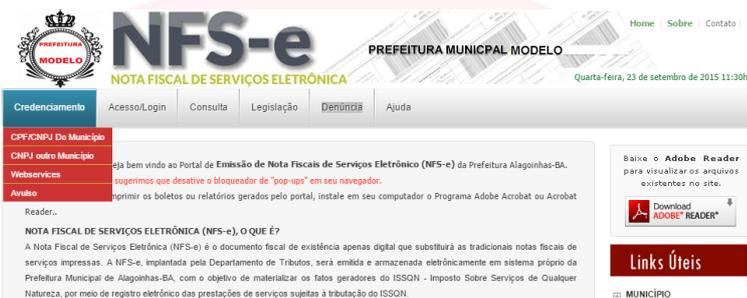 PREFEITURA
MODELO
NFS-e
NOTA FISCAL DE SERVIÇOS ELETRÔNICA
PREFEITURA MUNICPAL MODELO
Home | Sobre | Contato |
Quarta-feira, 23 de setembro de 2015 11:30h
Credenciamento Acesso/Login Consulta Legislação Denúncia Ajuda
CPF/CNPJ Do Município
CNPJ outro Município
Webservices
Avulso
eja bem vindo ao Portal de Emissão de Nota Fiscais de Serviços Eletrônico (NFS-e) da Prefeitura Alagoinhas-BA.
sugerimos que desative o bloqueador de "pop-ups" em seu navegador.
mprimir os boletos ou relatórios gerados pelo portal, instale em seu computador o Programa Adobe Acrobat ou Acrobat
Reader..
NOTA FISCAL DE SERVIÇOS ELETRÔNICA (NFS-e), O QUE É?
A Nota Fiscal de Serviços Eletrônica (NFS-e) é o documento fiscal de existência apenas digital que substituirá as tradicionais notas fiscais de
serviços impressas. A NFS-e, implantada pela Departamento de Tributos, será emitida e armazenada eletrônicamente em sistema próprio da
Prefeitura Municipal de Alagoinhas-BA, com o objetivo de materializar os fatos geradores do ISSQN - Imposto Sobre Serviços de Qualquer
Natureza, por meio de registro eletrônico das prestações de serviços sujeitas à tributação do ISSQN.
Baixe o Adobe Reader
para visualizar os arquivos
existentes no site.
Download
ADOBE® READER®
Links Úteis
MUNICÍPIO